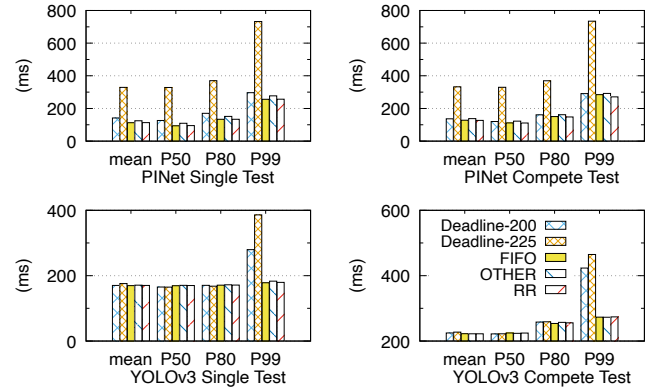 800
600
400
200
0
(ms)
mean P50 P80 P99
PINet Single Test
800
600
400
200
0
(ms)
mean P50 P80 P99
PINet Compete Test
400
200
0
(ms)
mean P50 P80 P99
YOLOv3 Single Test
600
400
200
(ms)
Deadline-200
Deadline-225
FIFO
OTHER
RR
mean P50 P80 P99
YOLOv3 Compete Test